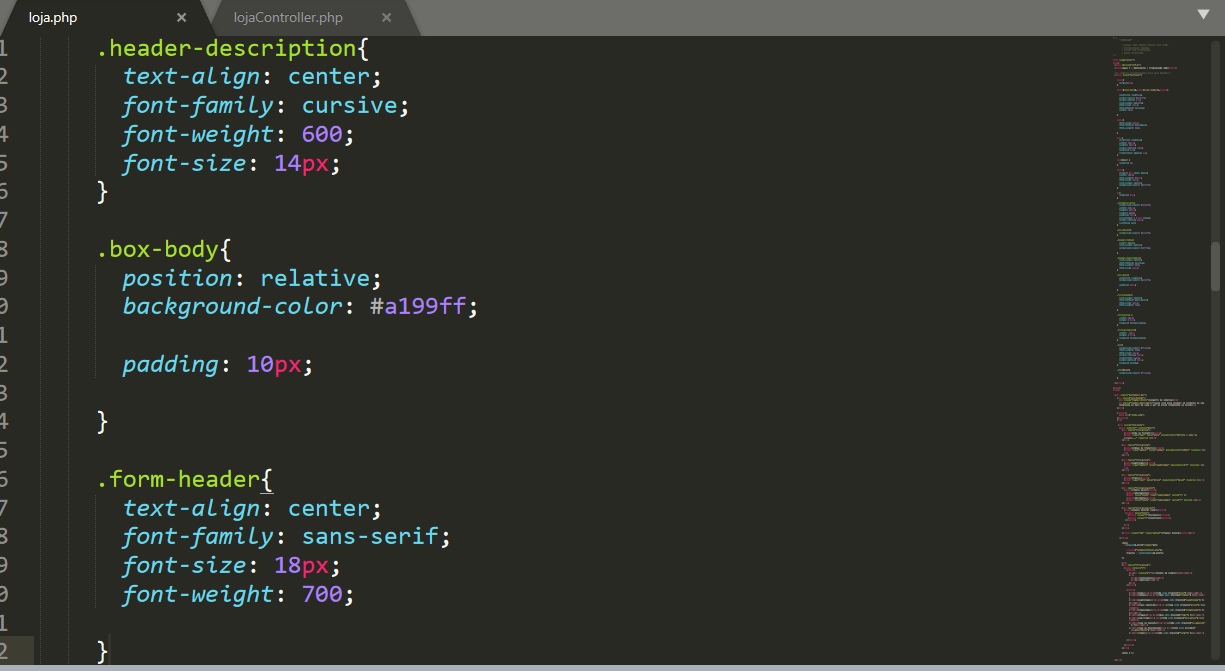 loja.php
lojaController.php
1 .header-description{
2 text-align: center;
3 font-family: cursive;
4 font-weight: 600;
5 font-size: 14px;
6 }
7
8 .box-body{
9 position: relative;
0 background-color: #a199ff;
1
2 padding: 10px;
3
4 }
5
6 .form-header{
7 text-align: center;
8 font-family: sans-serif;
9 font-size: 18px;
0 font-weight: 700;
1
2 }